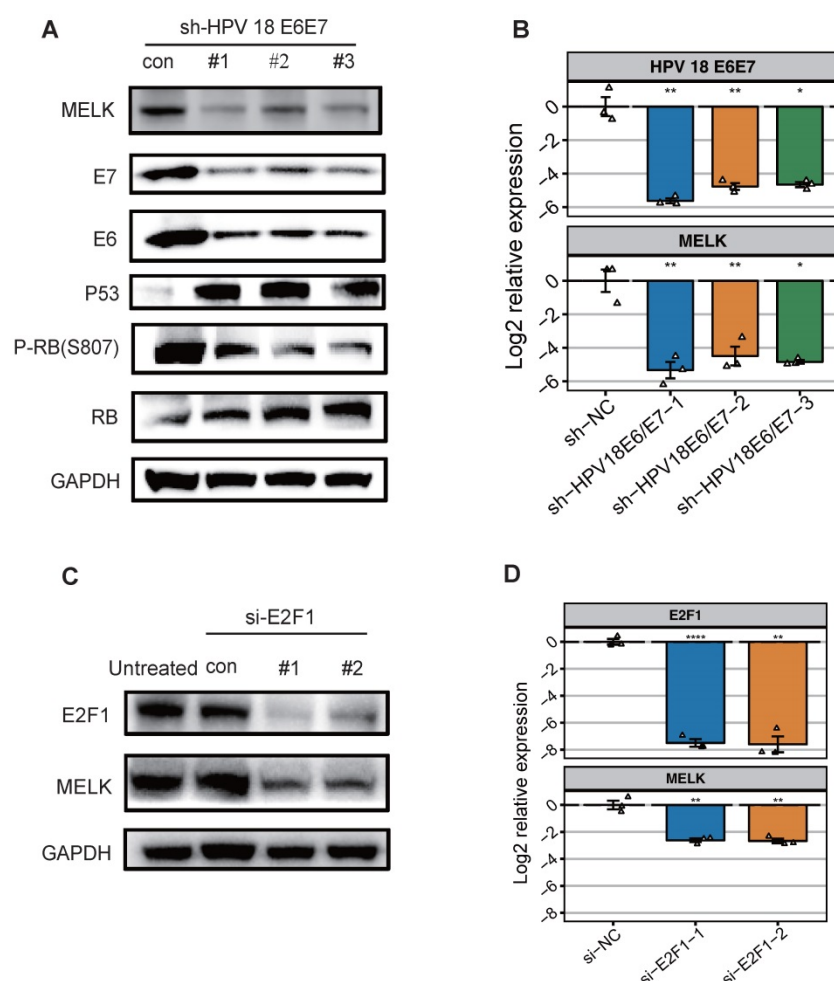 A
sh-HPV 18 E6E7
con #1 #2 #3
MELK
E7
E6
P53
P-RB(S807)
RB
GAPDH
B
HPV 18 E6E7
** ** *
0
−2
−4
−6
MELK
** ** *
0
−2
−4
−6
Log2 relative expression
sh−NC
sh−HPV18E6/E7−1
sh−HPV18E6/E7−2
sh−HPV18E6/E7−3
C
si-E2F1
Untreated con #1 #2
E2F1
MELK
GAPDH
D
E2F1
**** **
0
−2
−4
−6
−8
MELK
** **
0
−2
−4
−6
−8
Log2 relative expression
si−NC
si−E2F1−1
si−E2F1−2